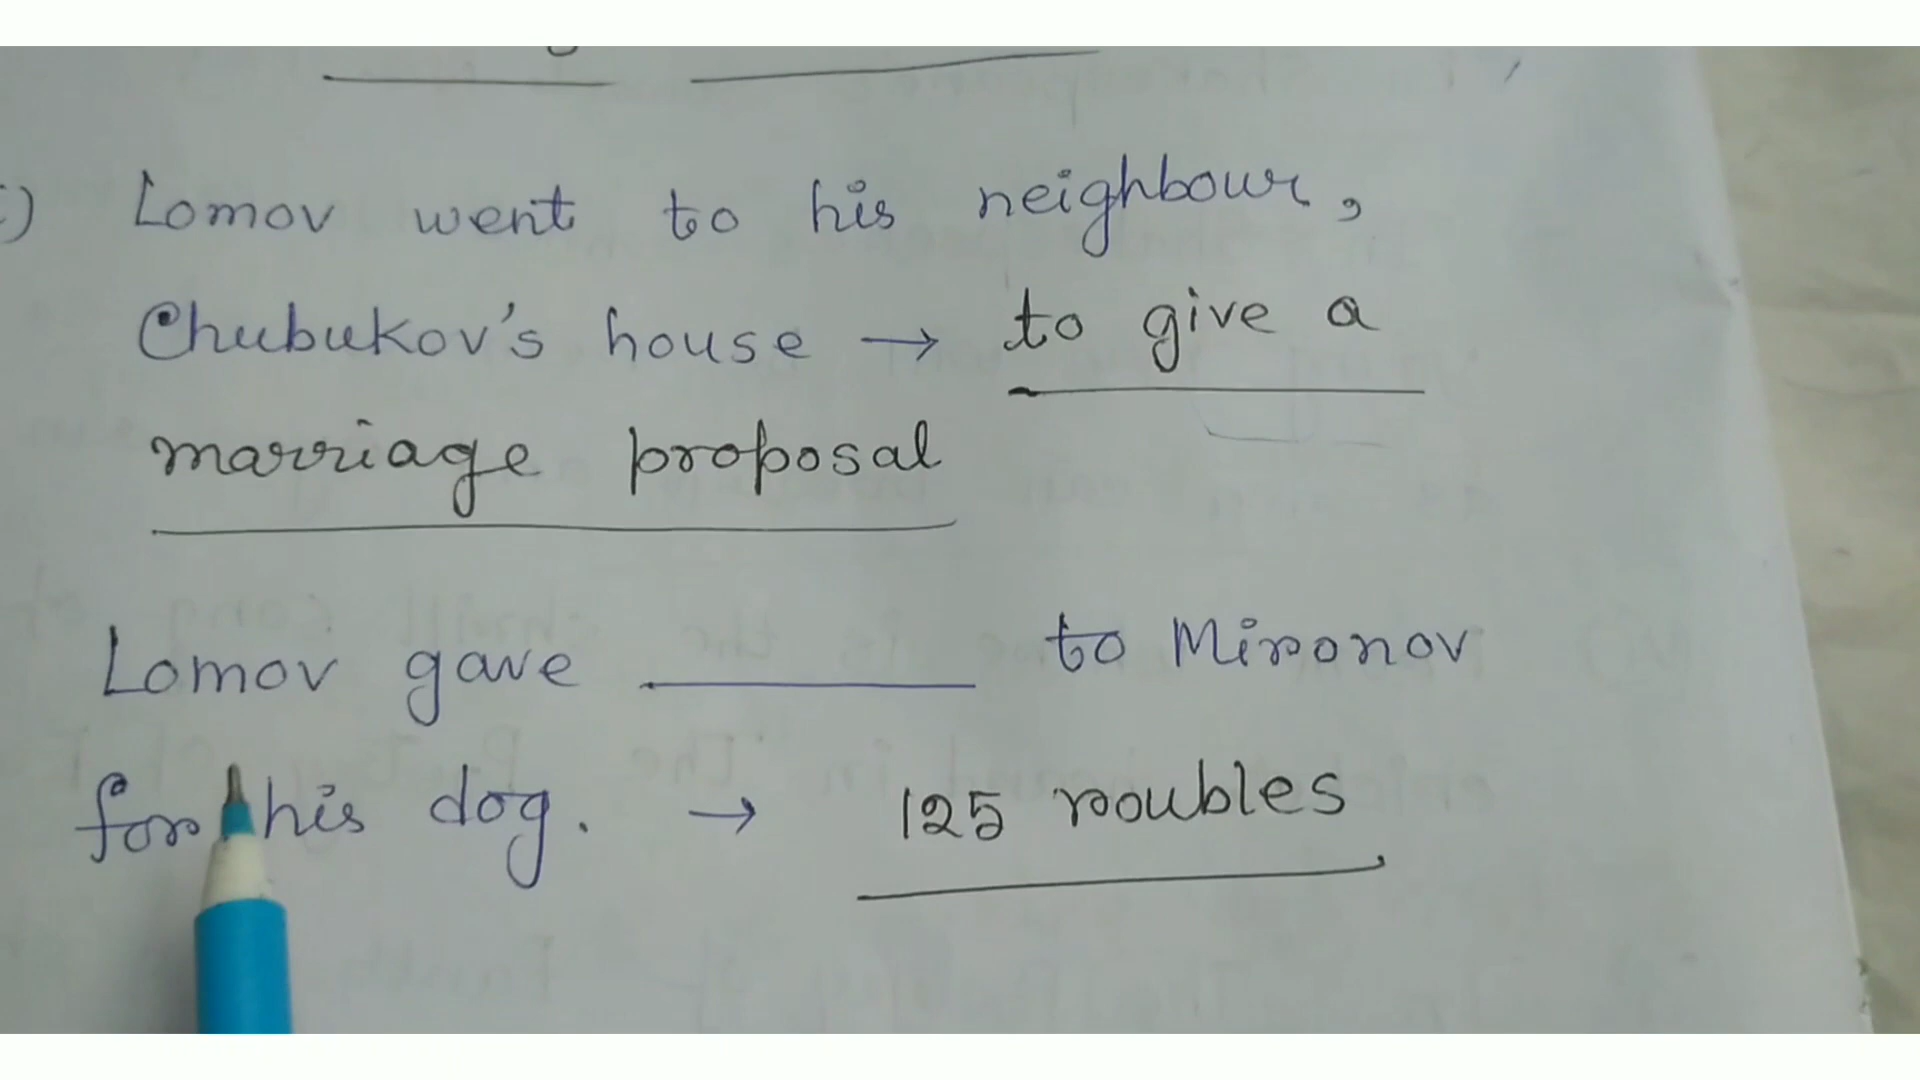 Lomov went to his neighbour,
Chubukov's house → to give a
marriage proposal
Lomov gave ________ to Mironov
for his dog. → 125 roubles